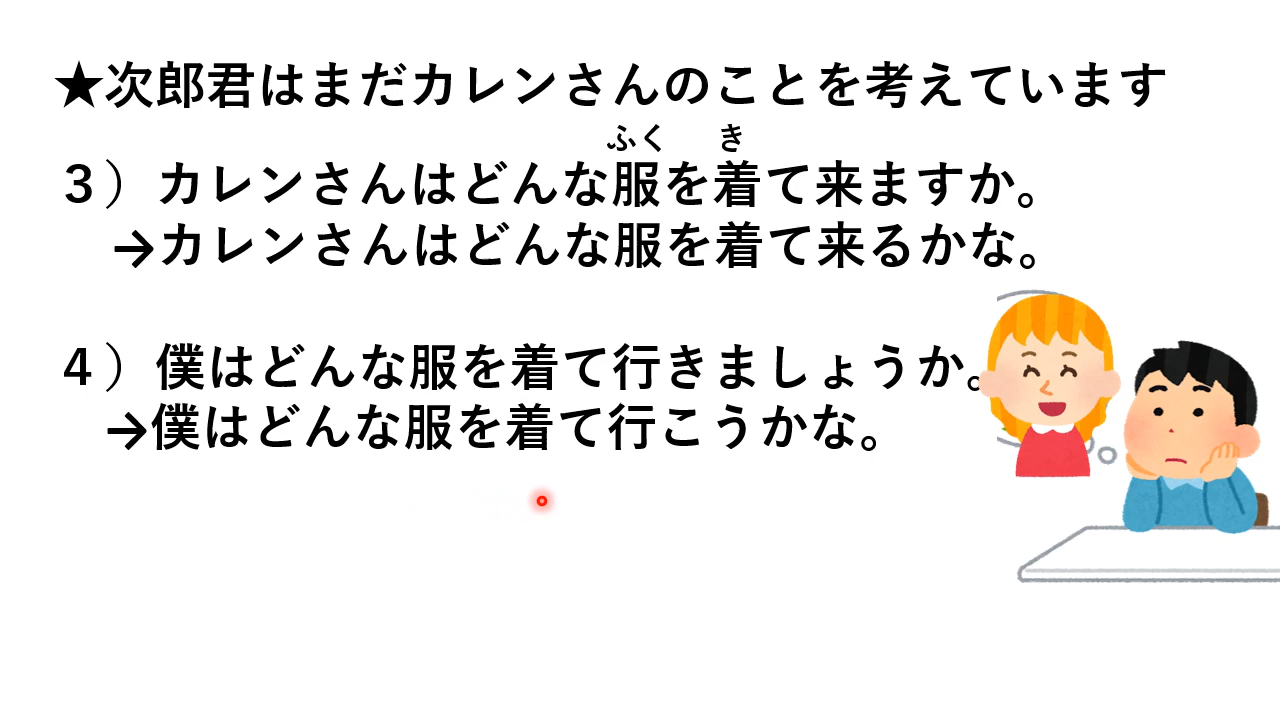 ★次郎君はまだカレンさんのことを考えています
ふく き
３）カレンさんはどんな服を着て来ますか。
→カレンさんはどんな服を着て来るかな。
４）僕はどんな服を着て行きましょうか。
→僕はどんな服を着て行こうかな。